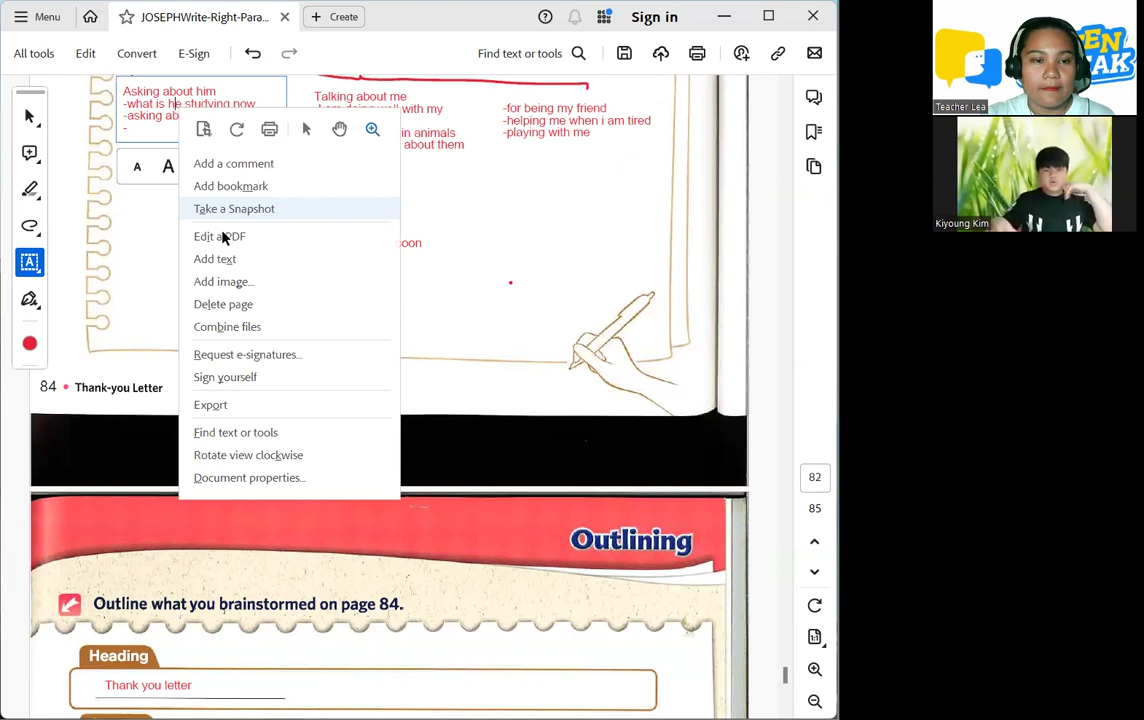 Menu
JOSEPHWrite-Right-Para...
Create
Sign in
All tools
Edit
Convert
E-Sign
Find text or tools
Asking about him
-what is he studying now
-asking ab
-
A
A
Talking about me
-for being my friend
-helping me when i am tired
-playing with me
in animals
about them
oon
Add a comment
Add bookmark
Take a Snapshot
Edit a PDF
Add text
Add image...
Delete page
Combine files
Request e-signatures...
Sign yourself
Export
Find text or tools
Rotate view clockwise
Document properties...
84 • Thank-you Letter
82
85
Outlining
Outline what you brainstormed on page 84.
Heading
Thank you letter
Teacher Lea
EN
EAK
Kiyoung Kim